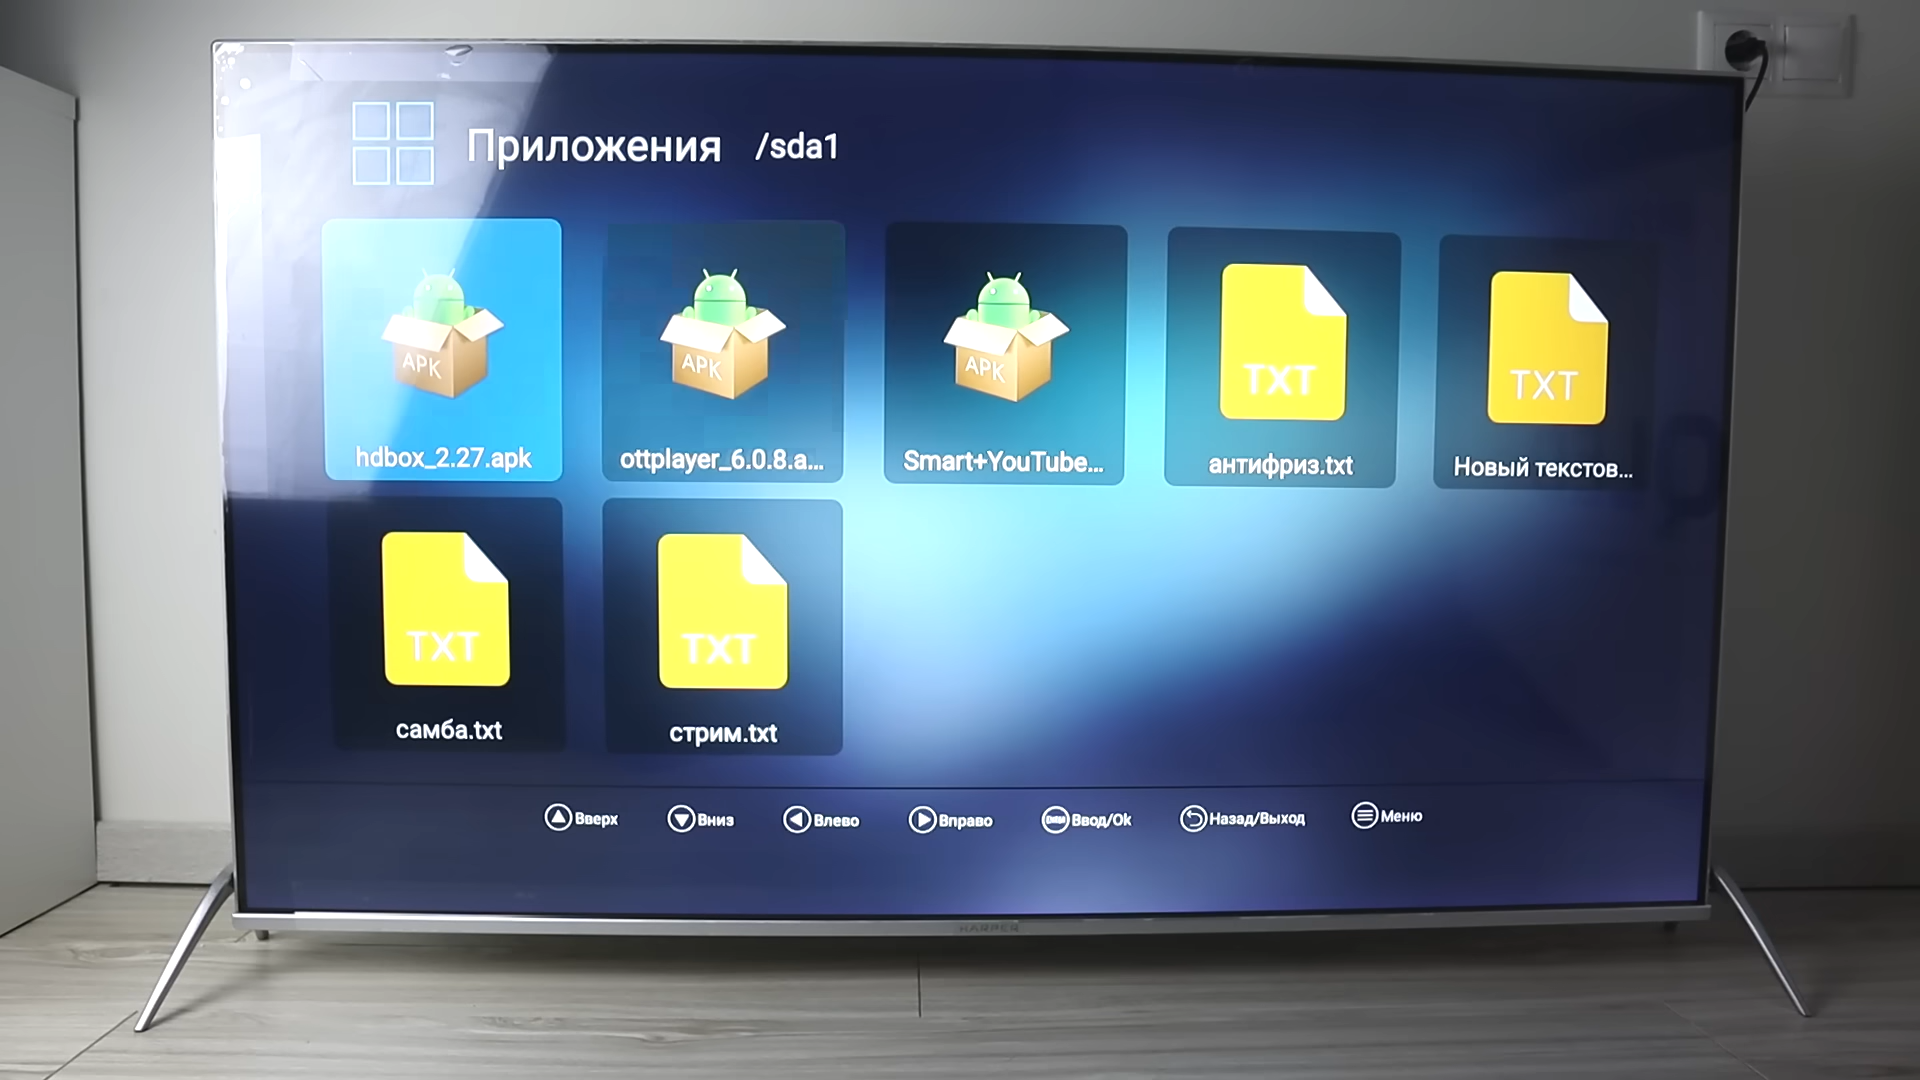 Приложения /sda1
APK
APK
APK
TXT
TXT
hdbox_2.27.apk
ottplayer_6.0.8.a...
Smart+YouTube...
антифриз.txt
Новый текстов...
TXT
TXT
самба.txt
стрим.txt
Вверх
Вниз
Влево
Вправо
Ввод/Ok
Назад/Выход
Меню
HARPER